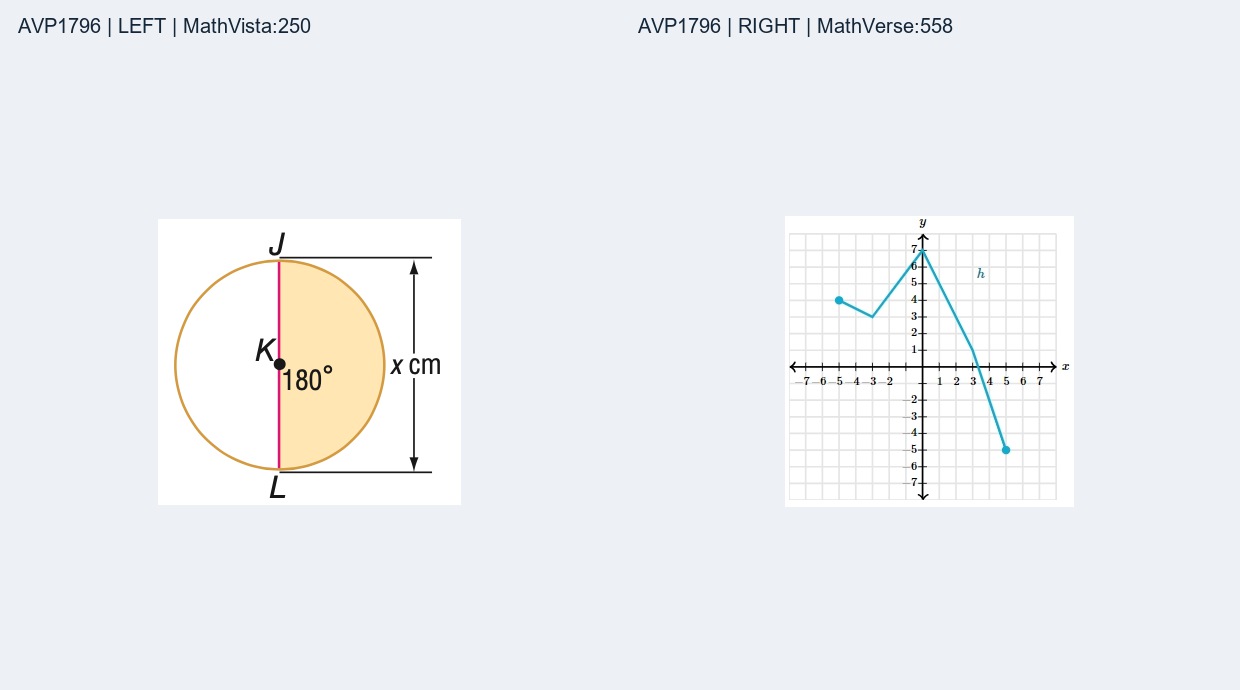 AVP1796 | LEFT | MathVista:250
AVP1796 | RIGHT | MathVerse:558
J
K
180°
x cm
L
y
7
6
5
4
3
2
1
h
x
-7 -6 -5 -4 -3 -2
1 2 3 4 5 6 7
-2
-3
-4
-5
-6
-7